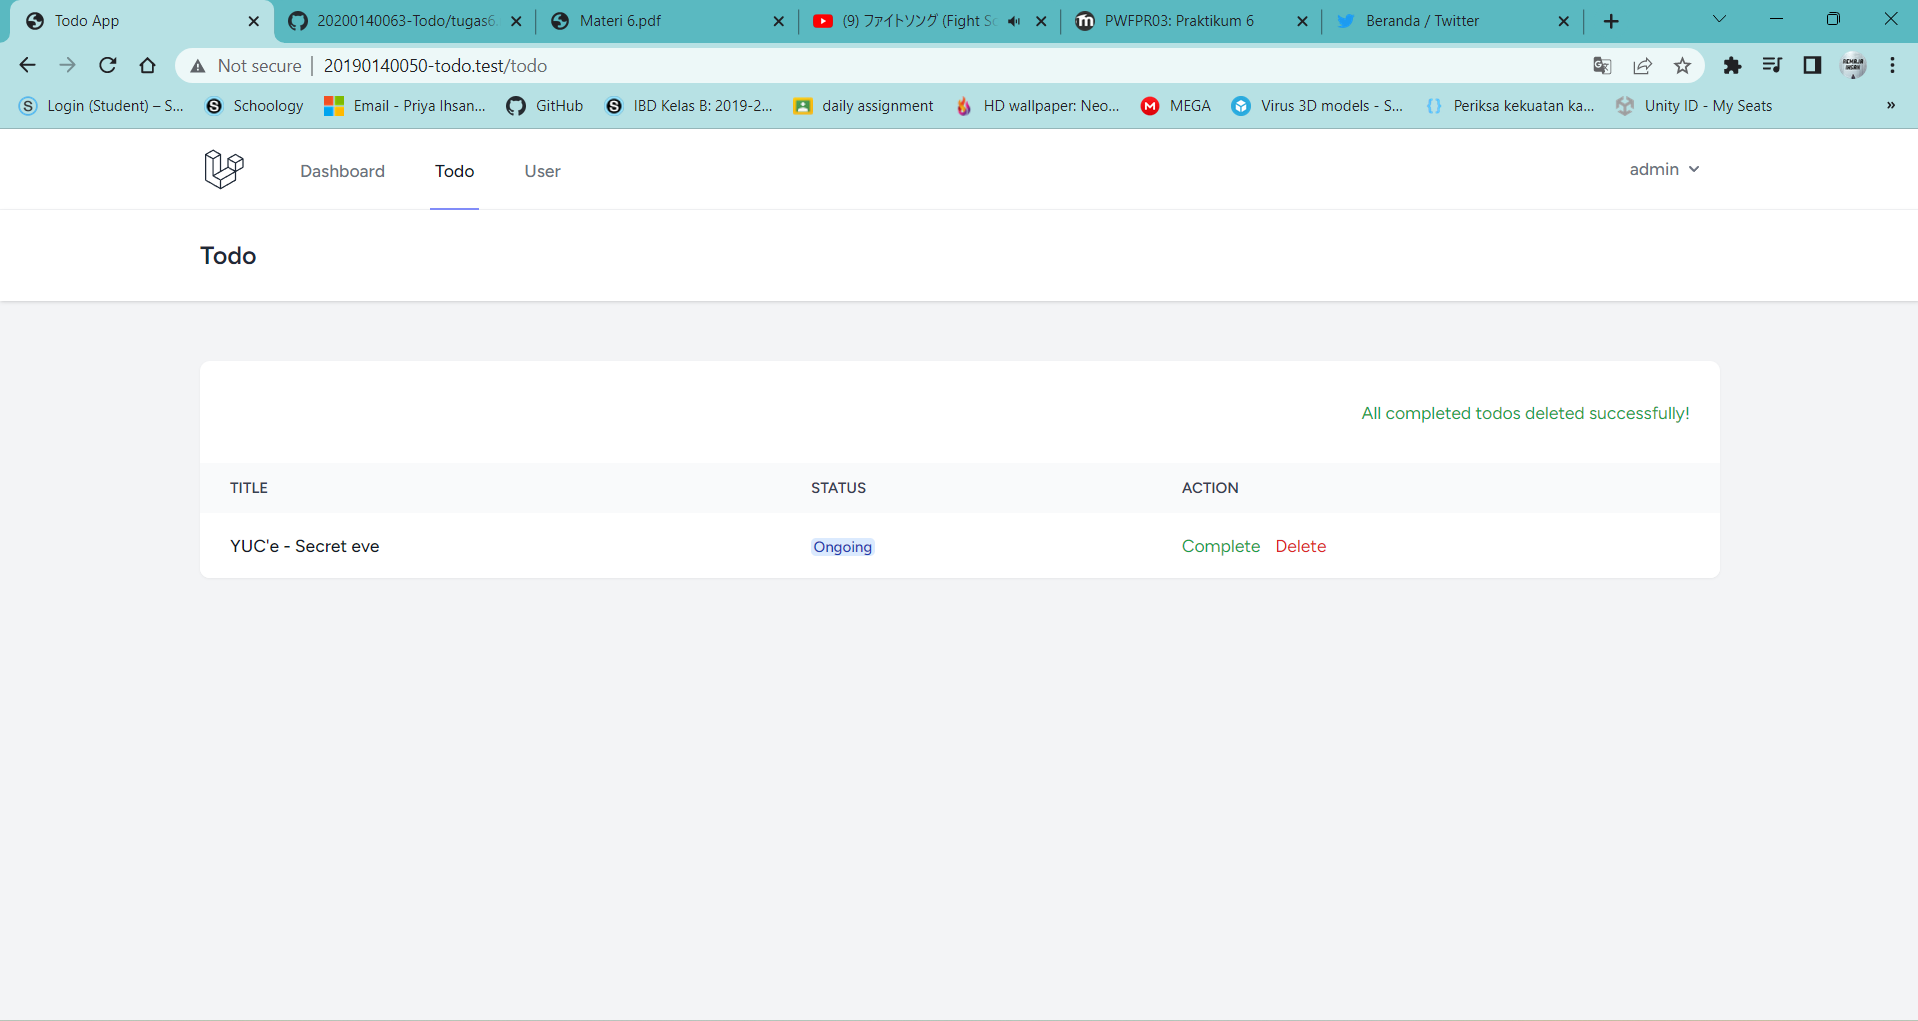 Todo App
20200140063-Todo/tugas6
Materi 6.pdf
(9) ファイトソング (Fight So
PWFPR03: Praktikum 6
Beranda / Twitter
Not secure
20190140050-todo.test/todo
Login (Student) – S...
Schoology
Email - Priya Ihsan...
GitHub
IBD Kelas B: 2019-2...
daily assignment
HD wallpaper: Neo...
MEGA
Virus 3D models - S...
Periksa kekuatan ka...
Unity ID - My Seats
»
Dashboard
Todo
User
admin
Todo
All completed todos deleted successfully!
TITLE STATUS ACTION
YUC'e - Secret eve Ongoing Complete Delete